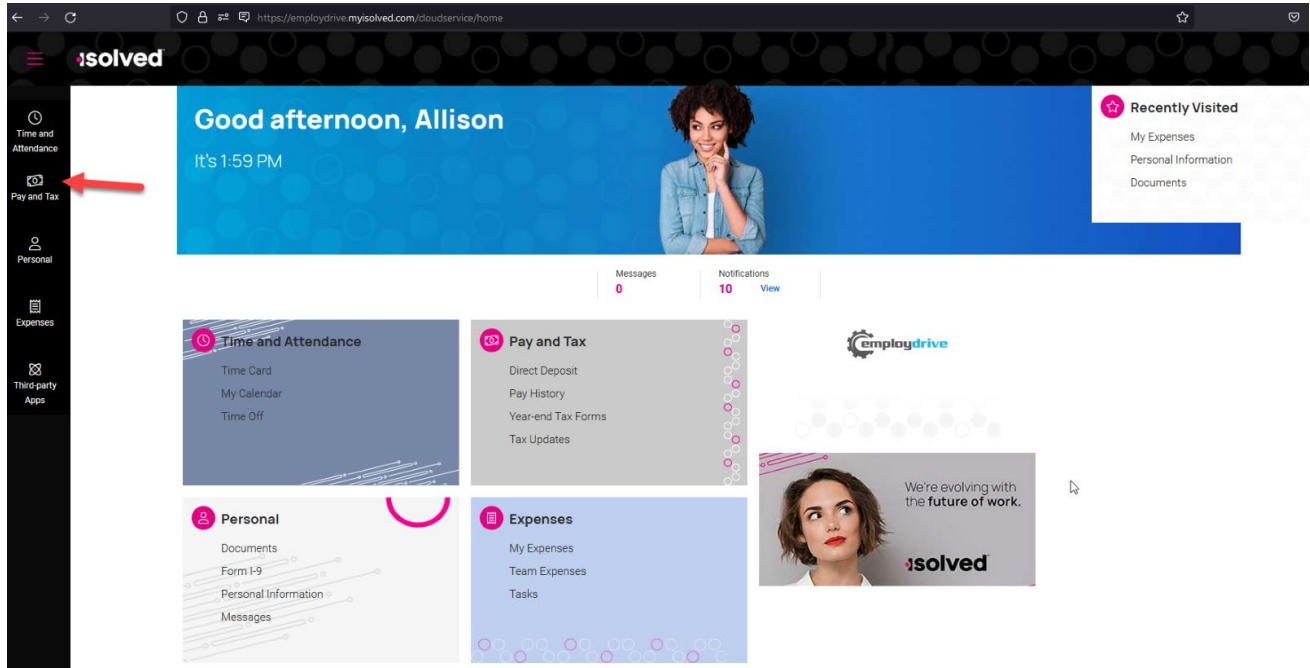 https://employdrive.myisolved.com/cloudservice/home
isolved
Time and
Attendance
Pay and Tax
Personal
Expenses
Third-party
Apps
Good afternoon, Allison
It's 1:59 PM
Recently Visited
My Expenses
Personal Information
Documents
Messages
0
Notifications
10 View
Time and Attendance
Time Card
My Calendar
Time Off
Pay and Tax
Direct Deposit
Pay History
Year-end Tax Forms
Tax Updates
employdrive
Personal
Documents
Form I-9
Personal Information
Messages
Expenses
My Expenses
Team Expenses
Tasks
We're evolving with
the future of work.
isolved